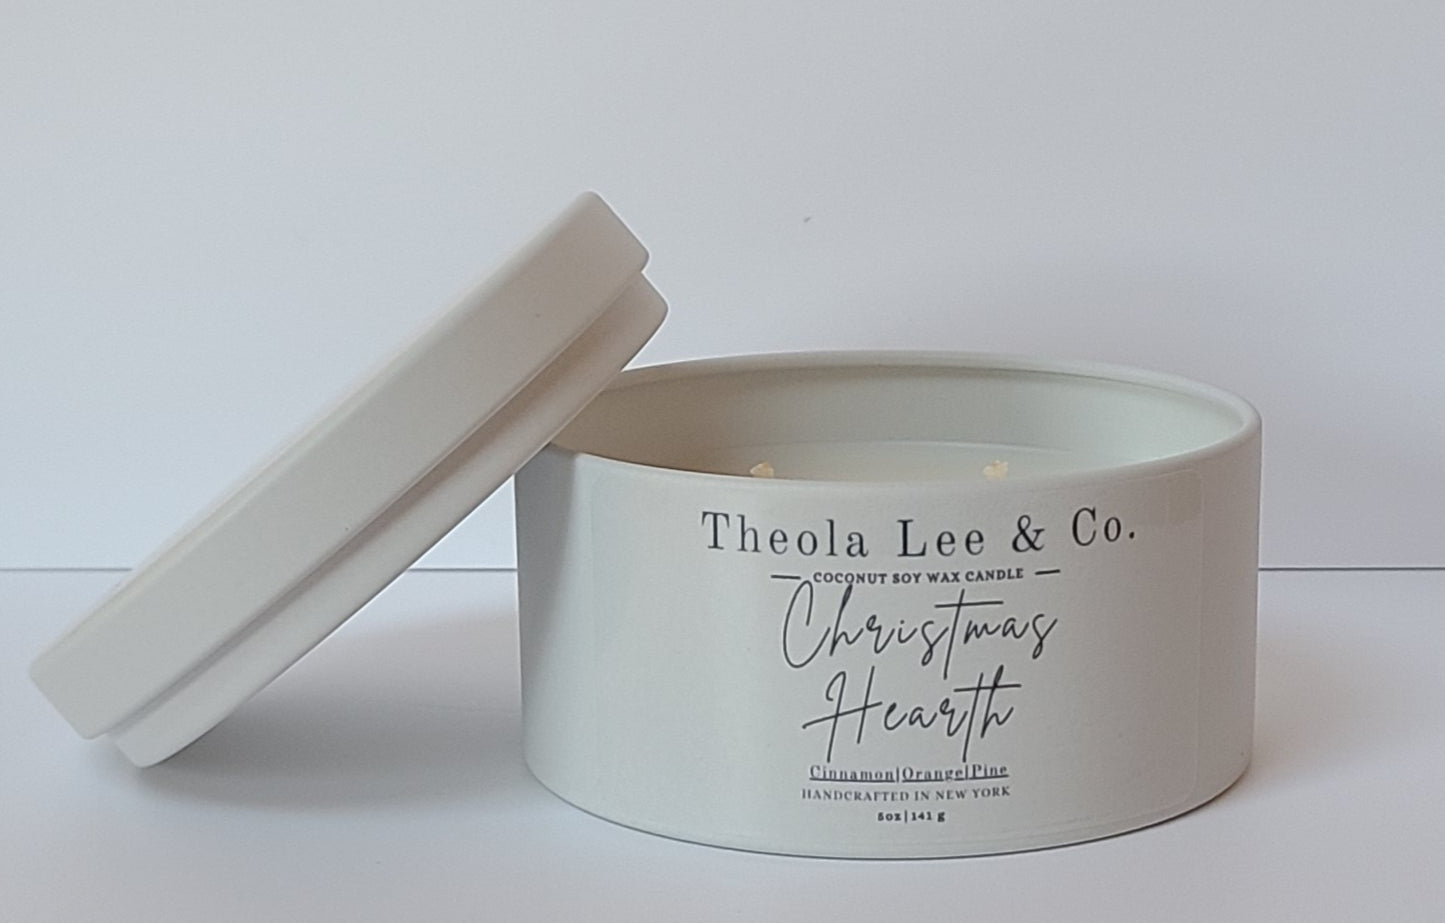 Theola Lee & Co.
COCONUT SOY WAX CANDLE
Christmas
Hearth
Cinnamon|Orange|Pine
HANDCRAFTED IN NEW YORK
5oz|141 g